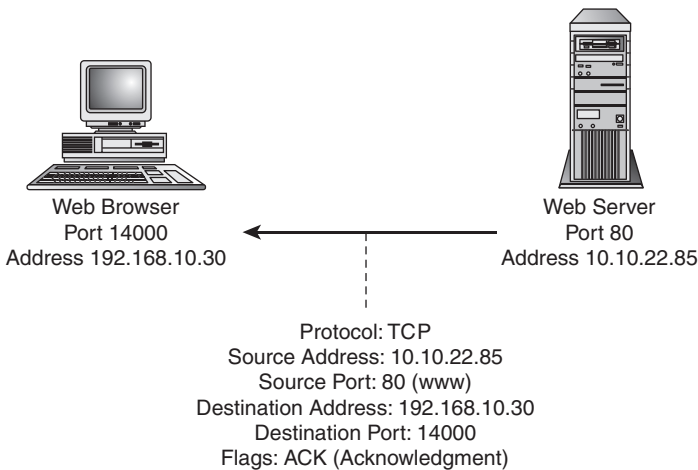 Web Browser
Port 14000
Address 192.168.10.30
Web Server
Port 80
Address 10.10.22.85
Protocol: TCP
Source Address: 10.10.22.85
Source Port: 80 (www)
Destination Address: 192.168.10.30
Destination Port: 14000
Flags: ACK (Acknowledgment)